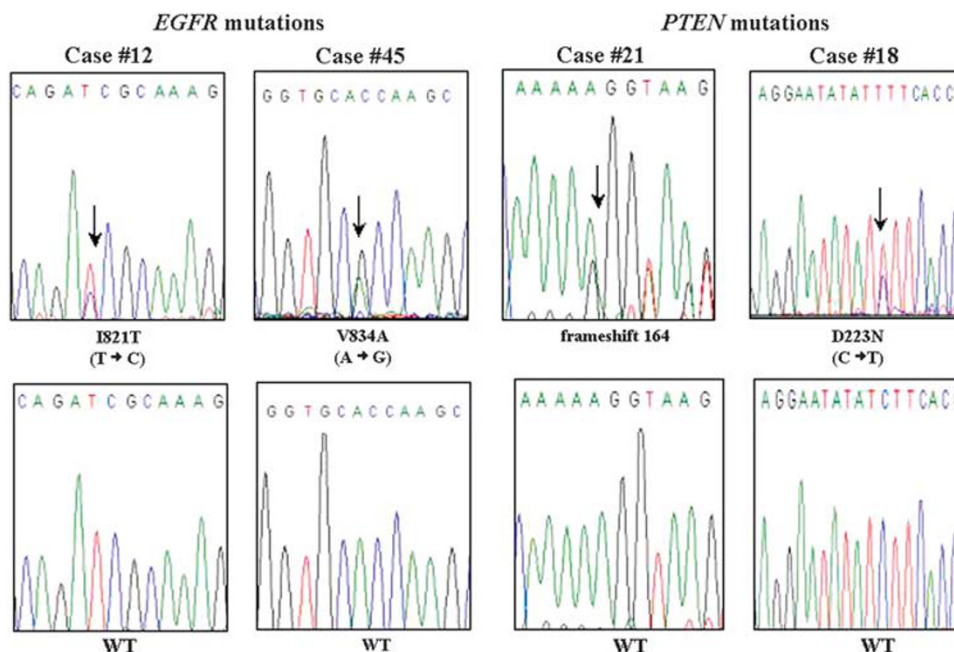 EGFR mutations
PTEN mutations
Case #12
Case #45
Case #21
Case #18
CAGATCGCAAAG
GGTGCACCAAGC
AAAAAGGTAAG
AGGAATATATTTTCACC
I821T
(T → C)
V834A
(A → G)
frameshift 164
D223N
(C → T)
CAGATCGCAAAG
GGTGCACCAAGC
AAAAAGGTAAG
AGGAATATATCTTCAC
WT
WT
WT
WT